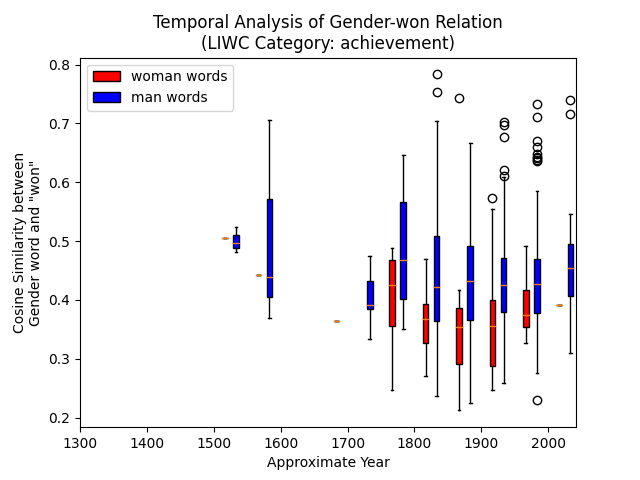 Temporal Analysis of Gender-won Relation
(LIWC Category: achievement)
woman words
man words
Cosine Similarity between
Gender word and "won"
0.8
0.7
0.6
0.5
0.4
0.3
0.2
1300 1400 1500 1600 1700 1800 1900 2000
Approximate Year